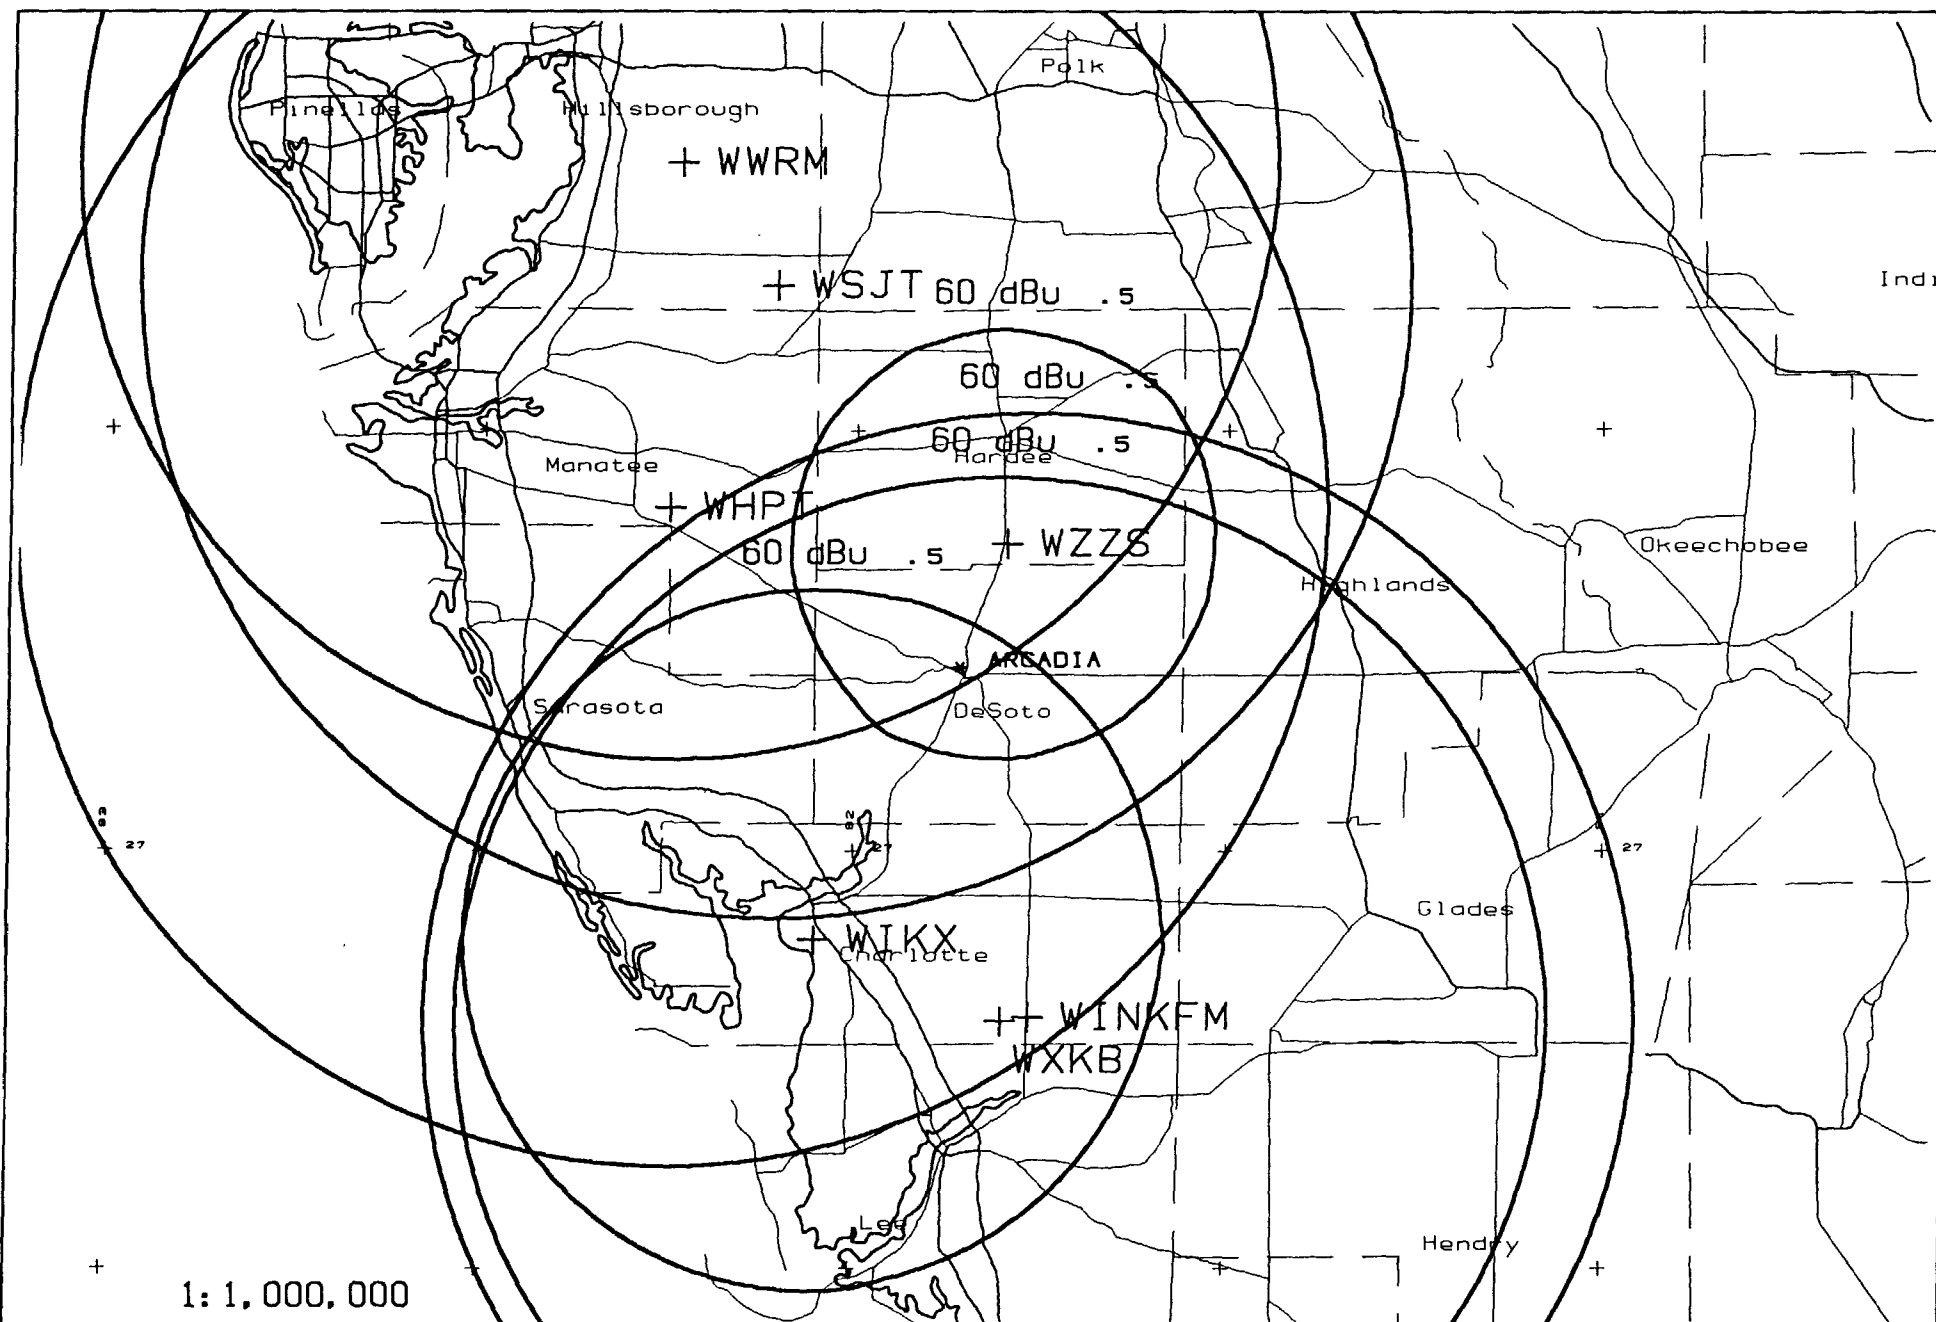 Polk
Pinellas
Hillsborough
WWRM
WSJT
60 dBu .5
Indi
60 dBu .5
60 dBu .5
Hardee
Manatee
WHPT
WZZS
60 dBu .5
Okeechobee
Highlands
ARCADIA
Sarasota
DeSoto
83
82
27
27
27
Glades
WIKX
Charlotte
WINKFM
WXKB
Lee
Hendry
1:1,000,000